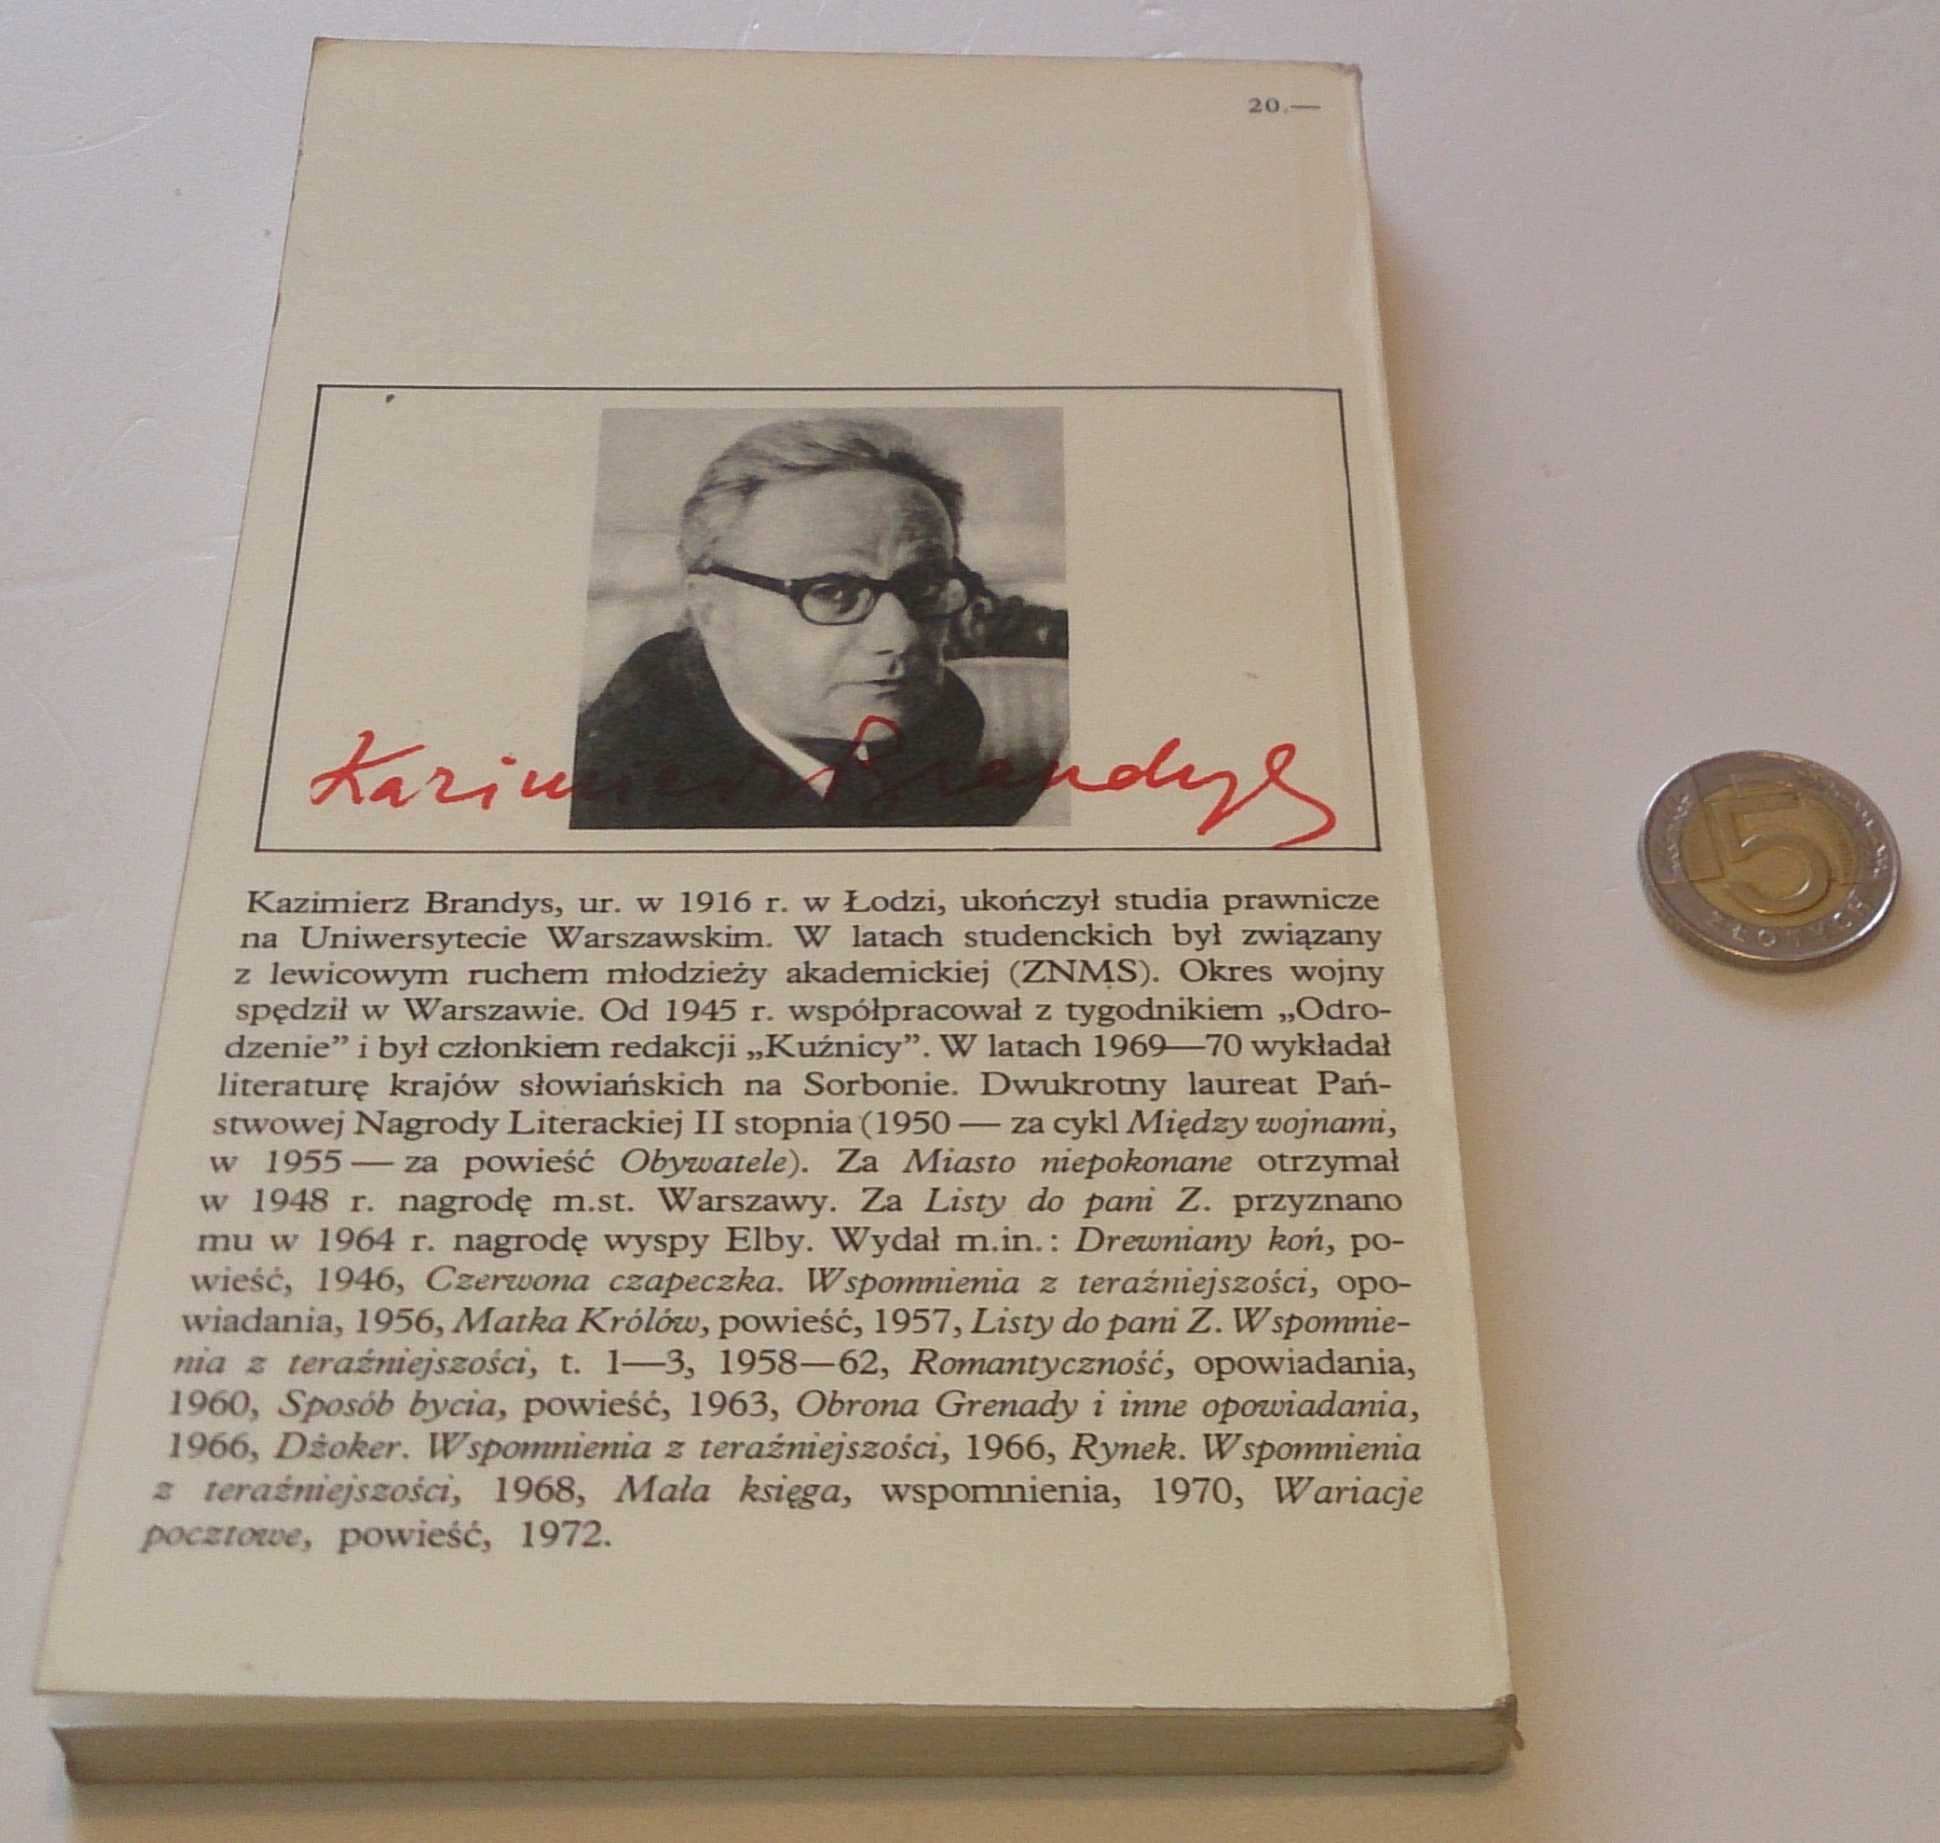 20.—
Kazimierz Brandys
Kazimierz Brandys, ur. w 1916 r. w Łodzi, ukończył studia prawnicze
na Uniwersytecie Warszawskim. W latach studenckich był związany
z lewicowym ruchem młodzieży akademickiej (ZNMS). Okres wojny
spędził w Warszawie. Od 1945 r. współpracował z tygodnikiem „Odro-
dzenie” i był członkiem redakcji „Kuźnicy”. W latach 1969—70 wykładał
literaturę krajów słowiańskich na Sorbonie. Dwukrotny laureat Pań-
stwowej Nagrody Literackiej II stopnia (1950 — za cykl Między wojnami,
w 1955 — za powieść Obywatele). Za Miasto niepokonane otrzymał
w 1948 r. nagrodę m.st. Warszawy. Za Listy do pani Z. przyznano
mu w 1964 r. nagrodę wyspy Elby. Wydał m.in.: Drewniany koń, po-
wieść, 1946, Czerwona czapeczka. Wspomnienia z teraźniejszości, opo-
wiadania, 1956, Matka Królów, powieść, 1957, Listy do pani Z. Wspomnie-
nia z teraźniejszości, t. 1—3, 1958—62, Romantyczność, opowiadania,
1960, Sposób bycia, powieść, 1963, Obrona Grenady i inne opowiadania,
1966, Dżoker. Wspomnienia z teraźniejszości, 1966, Rynek. Wspomnienia
z teraźniejszości, 1968, Mała księga, wspomnienia, 1970, Wariacje
pocztowe, powieść, 1972.
5
ZŁOTYCH